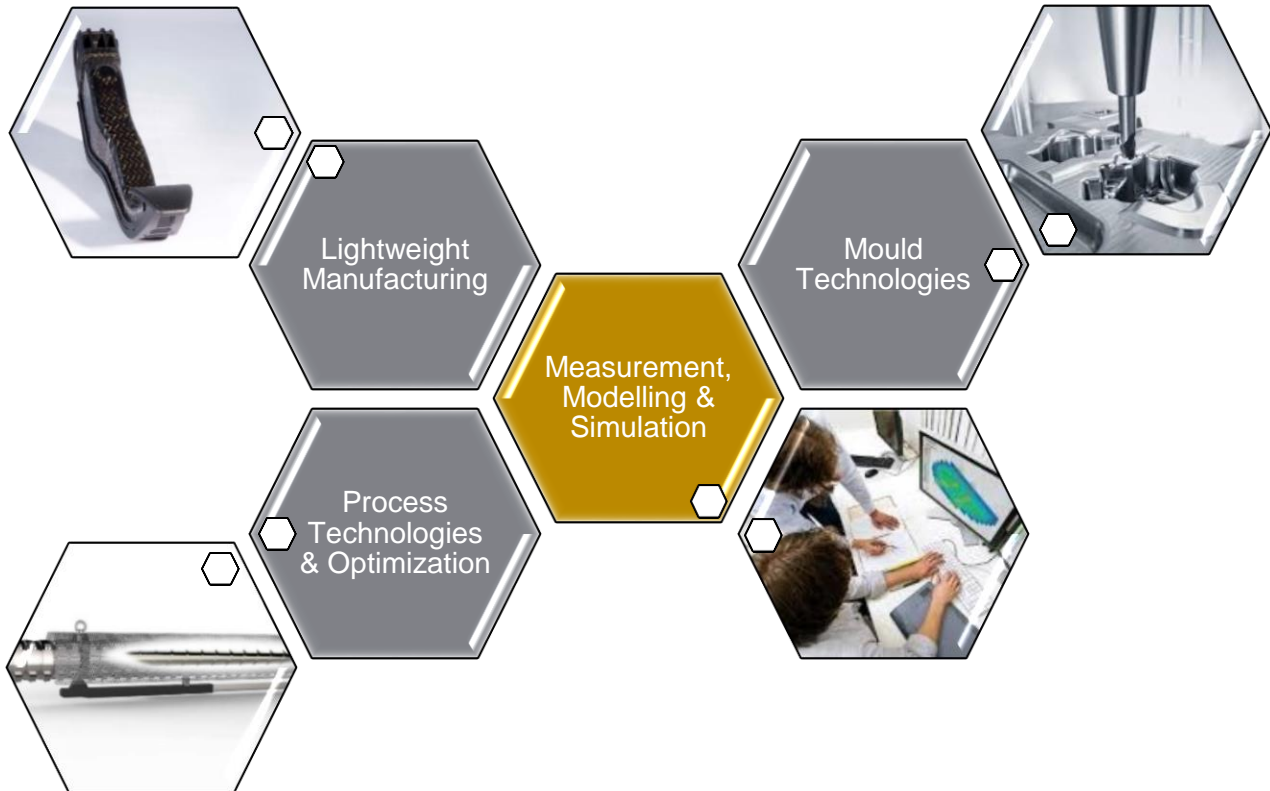 Lightweight
Manufacturing
Mould
Technologies
Measurement,
Modelling &
Simulation
Process
Technologies
& Optimization